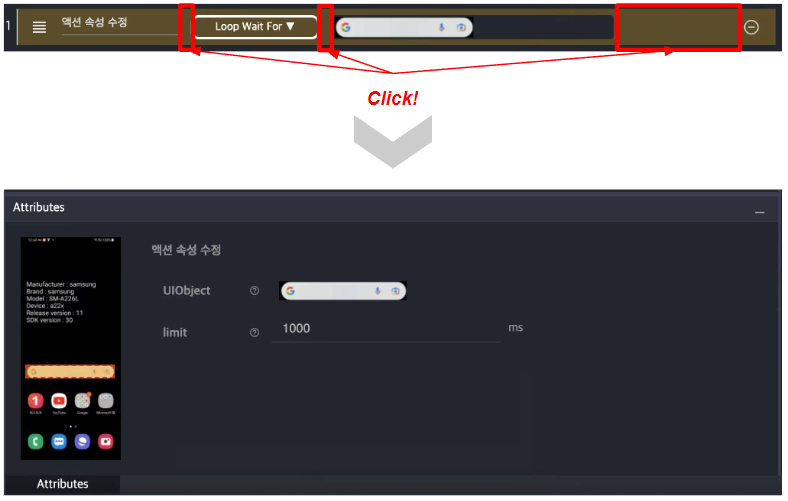 1
액션 속성 수정
Loop Wait For ▼
Click!
Attributes
액션 속성 수정
Manufacturer : samsung
Brand : samsung
Model : SM-A226L
Device : a22x
Release version : 11
SDK version : 30
UIObject
limit
1000
ms
YouTube
Google
Attributes